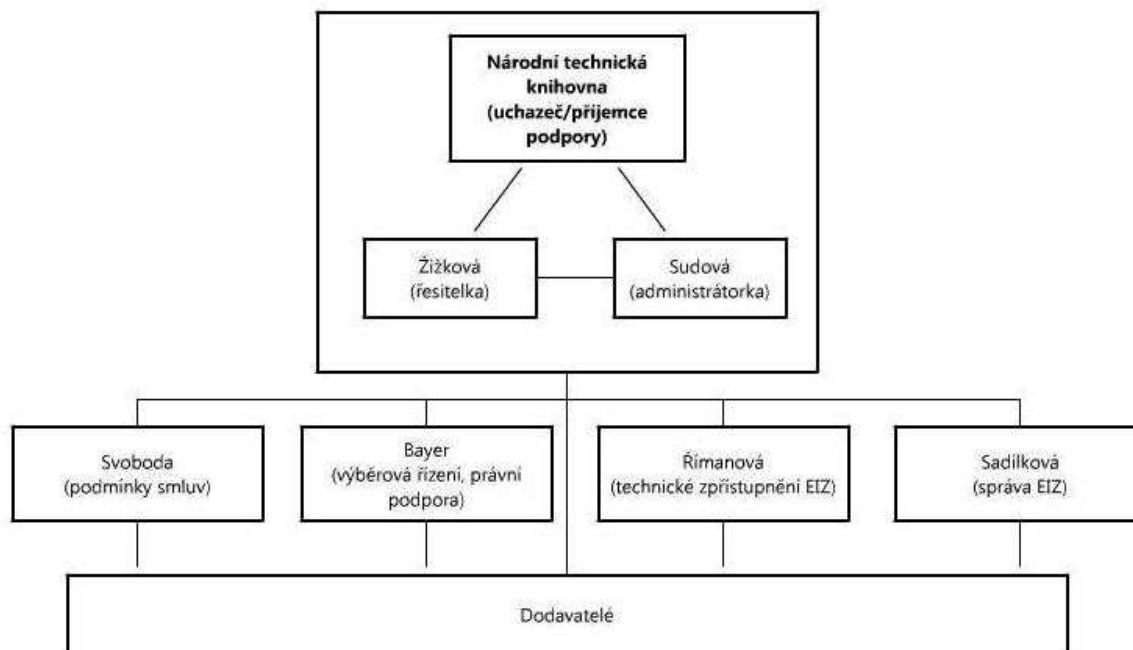 Národní technická
knihovna
(uchazeč/příjemce
podpory)
Žižková
(řesitelka)
Sudová
(administrátorka)
Svoboda
(podmínky smluv)
Bayer
(výběrová řízení, právní
podpora)
Římanová
(technické zpřístupnění EIZ)
Sadílková
(správa EIZ)
Dodavatelé